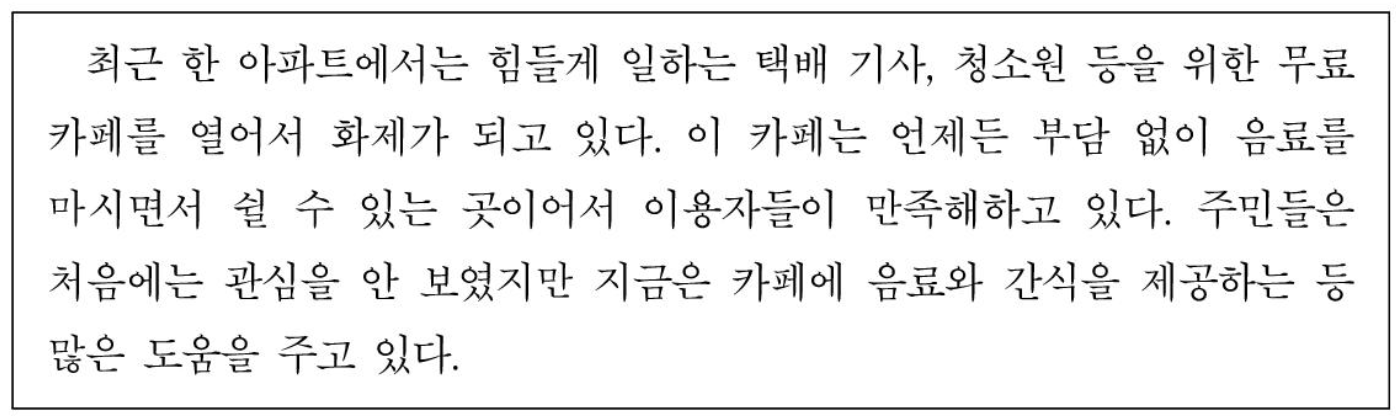 최근 한 아파트에서는 힘들게 일하는 택배 기사, 청소원 등을 위한 무료
카페를 열어서 화제가 되고 있다. 이 카페는 언제든 부담 없이 음료를
마시면서 쉴 수 있는 곳이어서 이용자들이 만족해하고 있다. 주민들은
처음에는 관심을 안 보였지만 지금은 카페에 음료와 간식을 제공하는 등
많은 도움을 주고 있다.